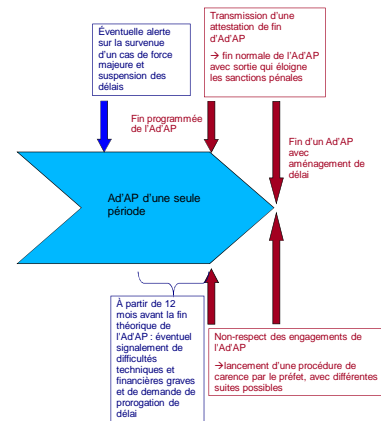 Éventuelle alerte
sur la survenue
d'un cas de force
majeure et
suspension des
délais
Transmission d'une
attestation de fin
d'Ad'AP
→ fin normale de l'Ad'AP
avec sortie qui éloigne
les sanctions pénales
Fin programmée
de l'Ad'AP
Fin d'un Ad'AP
avec
aménagement de
délai
Ad'AP d'une seule
période
À partir de 12
mois avant la fin
théorique de
l'Ad'AP : éventuel
signalement de
difficultés
techniques et
financières graves
et de demande de
prorogation de
délai
Non-respect des engagements de
l'Ad'AP
→lancement d'une procédure de
carence par le préfet, avec différentes
suites possibles